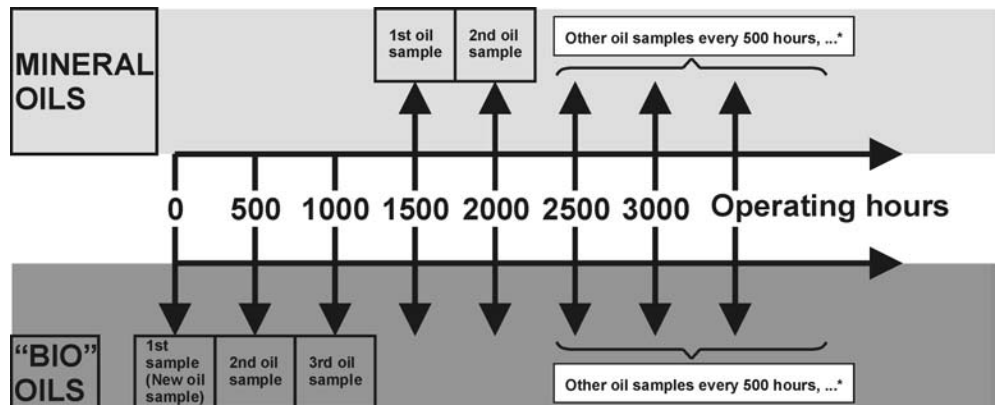 1st oil
sample
2nd oil
sample
Other oil samples every 500 hours, ...*
MINERAL
OILS
0 500 1000 1500 2000 2500 3000 Operating hours
"BIO"
OILS
1st
sample
(New oil
sample)
2nd oil
sample
3rd oil
sample
Other oil samples every 500 hours, ...*